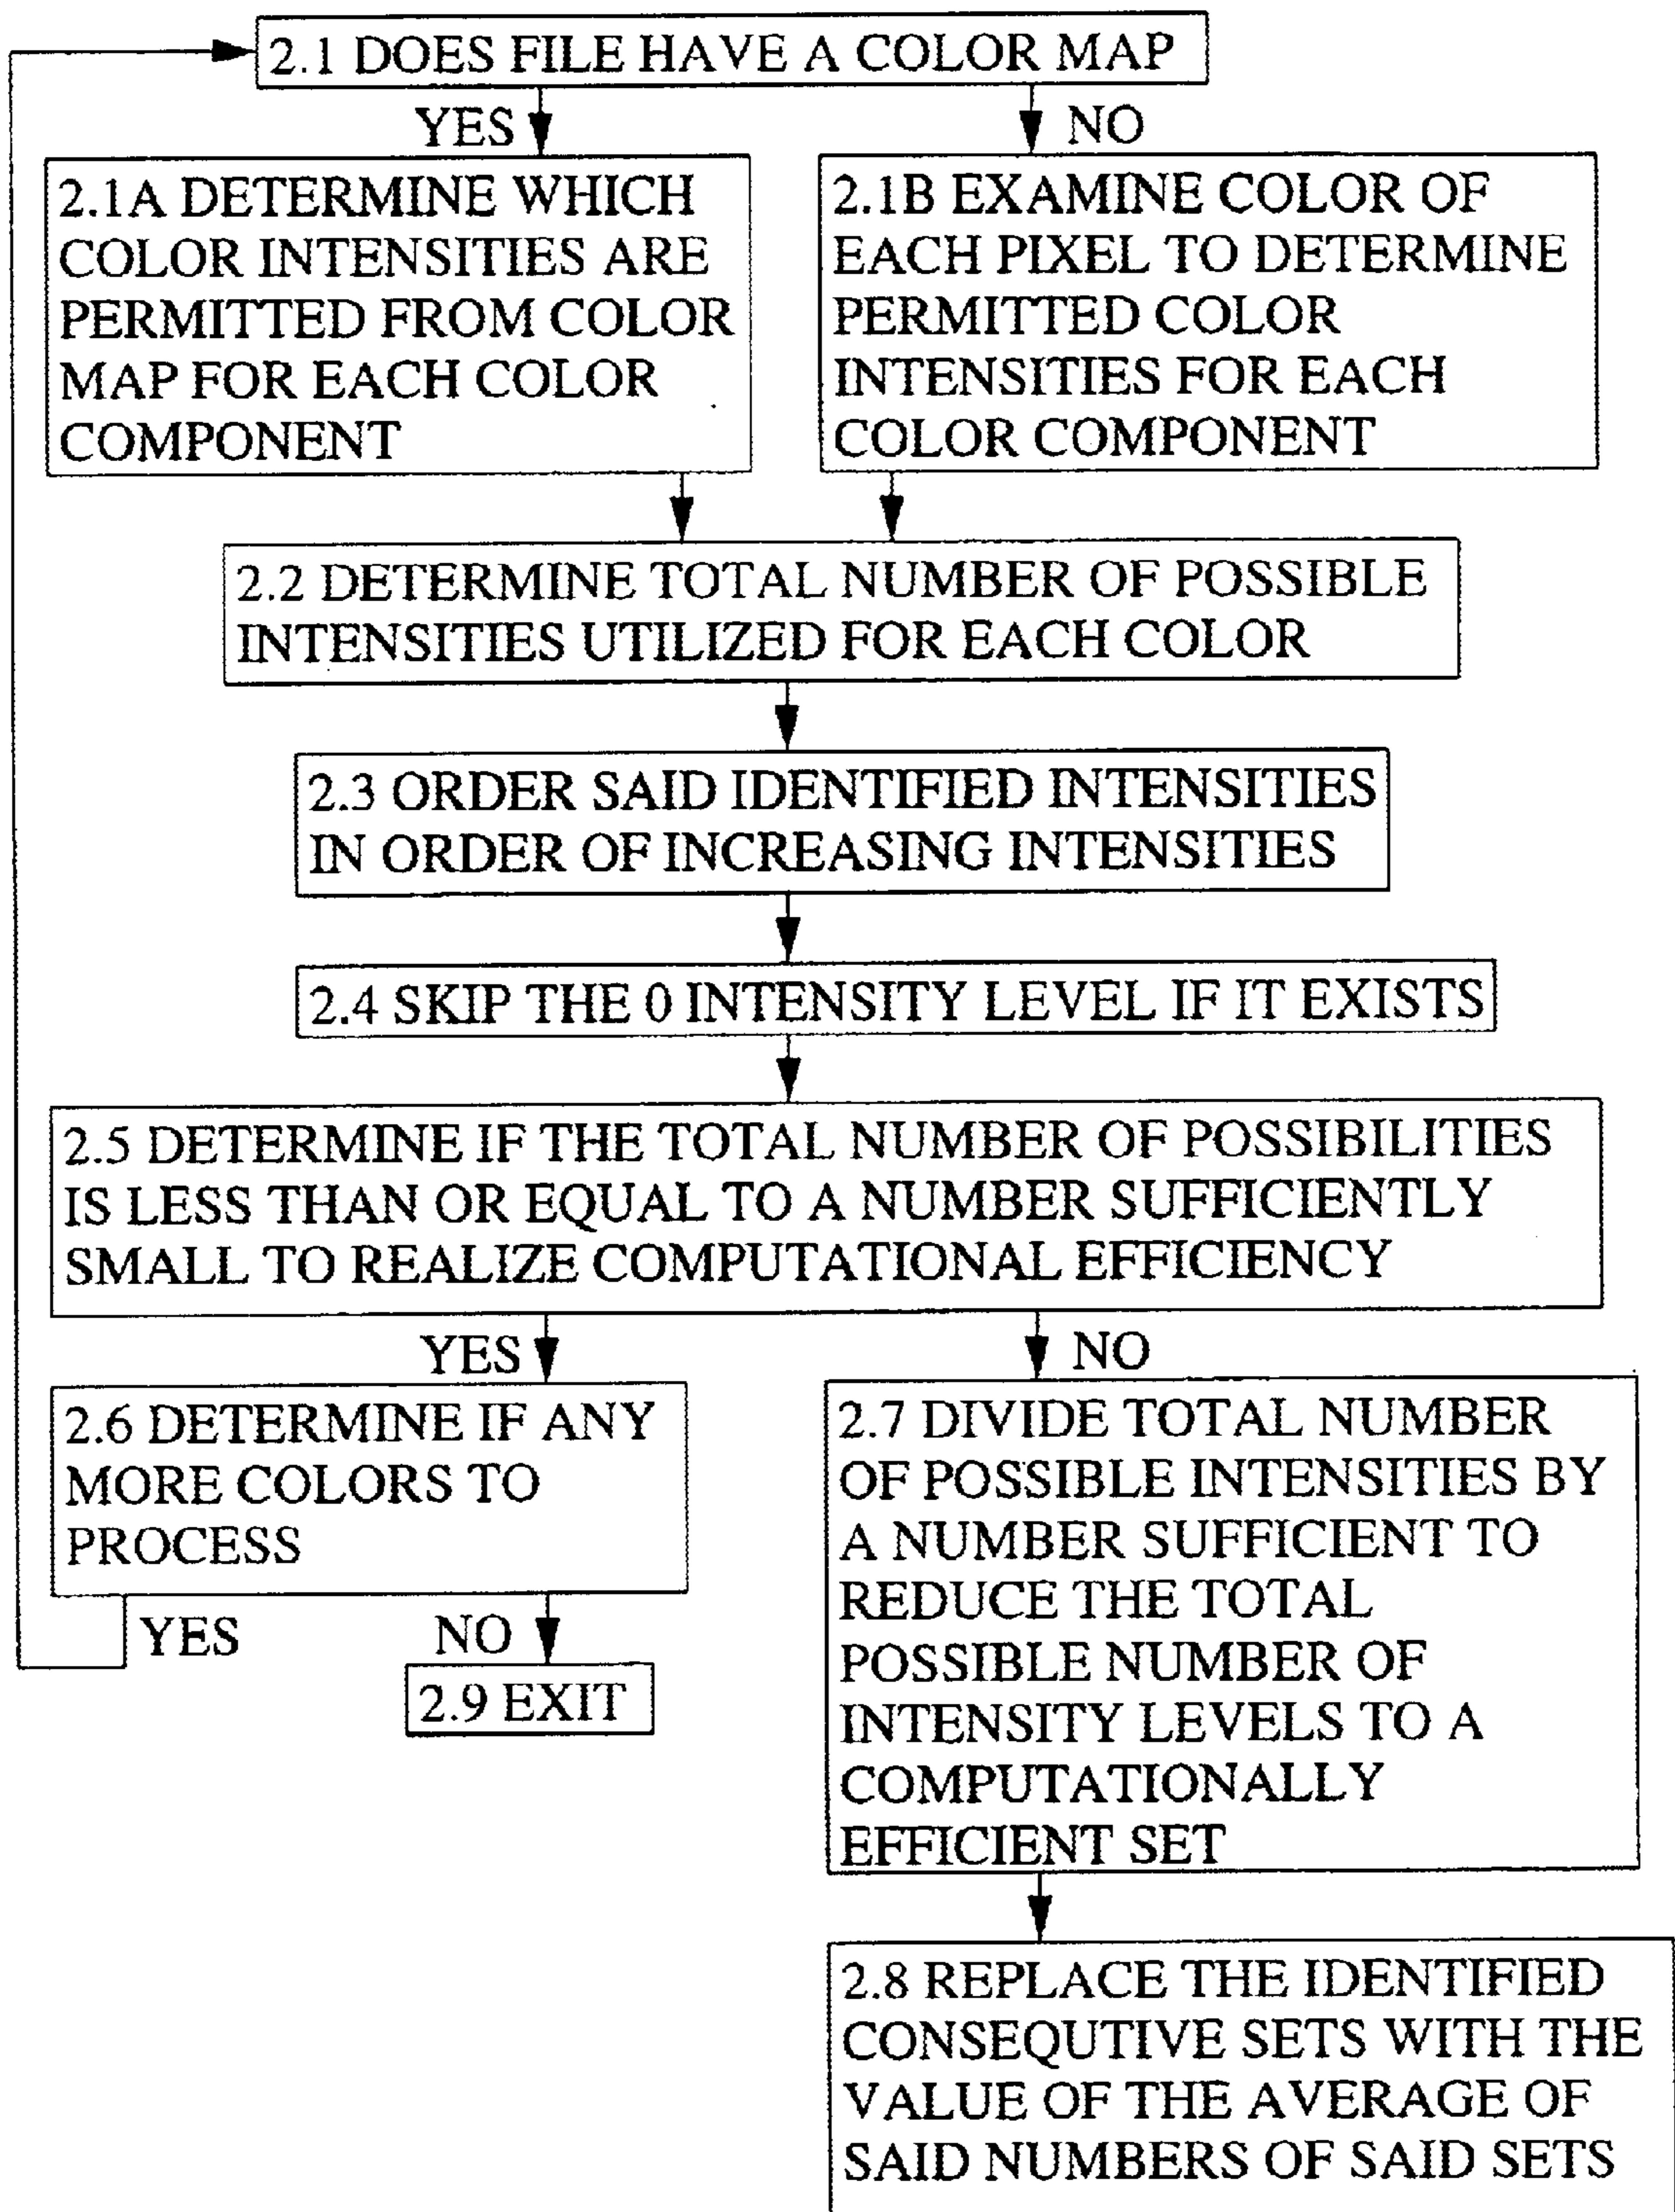 2.1 DOES FILE HAVE A COLOR MAP
YES
NO
2.1A DETERMINE WHICH
COLOR INTENSITIES ARE
PERMITTED FROM COLOR
MAP FOR EACH COLOR
COMPONENT
2.1B EXAMINE COLOR OF
EACH PIXEL TO DETERMINE
PERMITTED COLOR
INTENSITIES FOR EACH
COLOR COMPONENT
2.2 DETERMINE TOTAL NUMBER OF POSSIBLE
INTENSITIES UTILIZED FOR EACH COLOR
2.3 ORDER SAID IDENTIFIED INTENSITIES
IN ORDER OF INCREASING INTENSITIES
2.4 SKIP THE 0 INTENSITY LEVEL IF IT EXISTS
2.5 DETERMINE IF THE TOTAL NUMBER OF POSSIBILITIES
IS LESS THAN OR EQUAL TO A NUMBER SUFFICIENTLY
SMALL TO REALIZE COMPUTATIONAL EFFICIENCY
YES
NO
2.6 DETERMINE IF ANY
MORE COLORS TO
PROCESS
YES
NO
2.9 EXIT
2.7 DIVIDE TOTAL NUMBER
OF POSSIBLE INTENSITIES BY
A NUMBER SUFFICIENT TO
REDUCE THE TOTAL
POSSIBLE NUMBER OF
INTENSITY LEVELS TO A
COMPUTATIONALLY
EFFICIENT SET
2.8 REPLACE THE IDENTIFIED
CONSEQUTIVE SETS WITH THE
VALUE OF THE AVERAGE OF
SAID NUMBERS OF SAID SETS